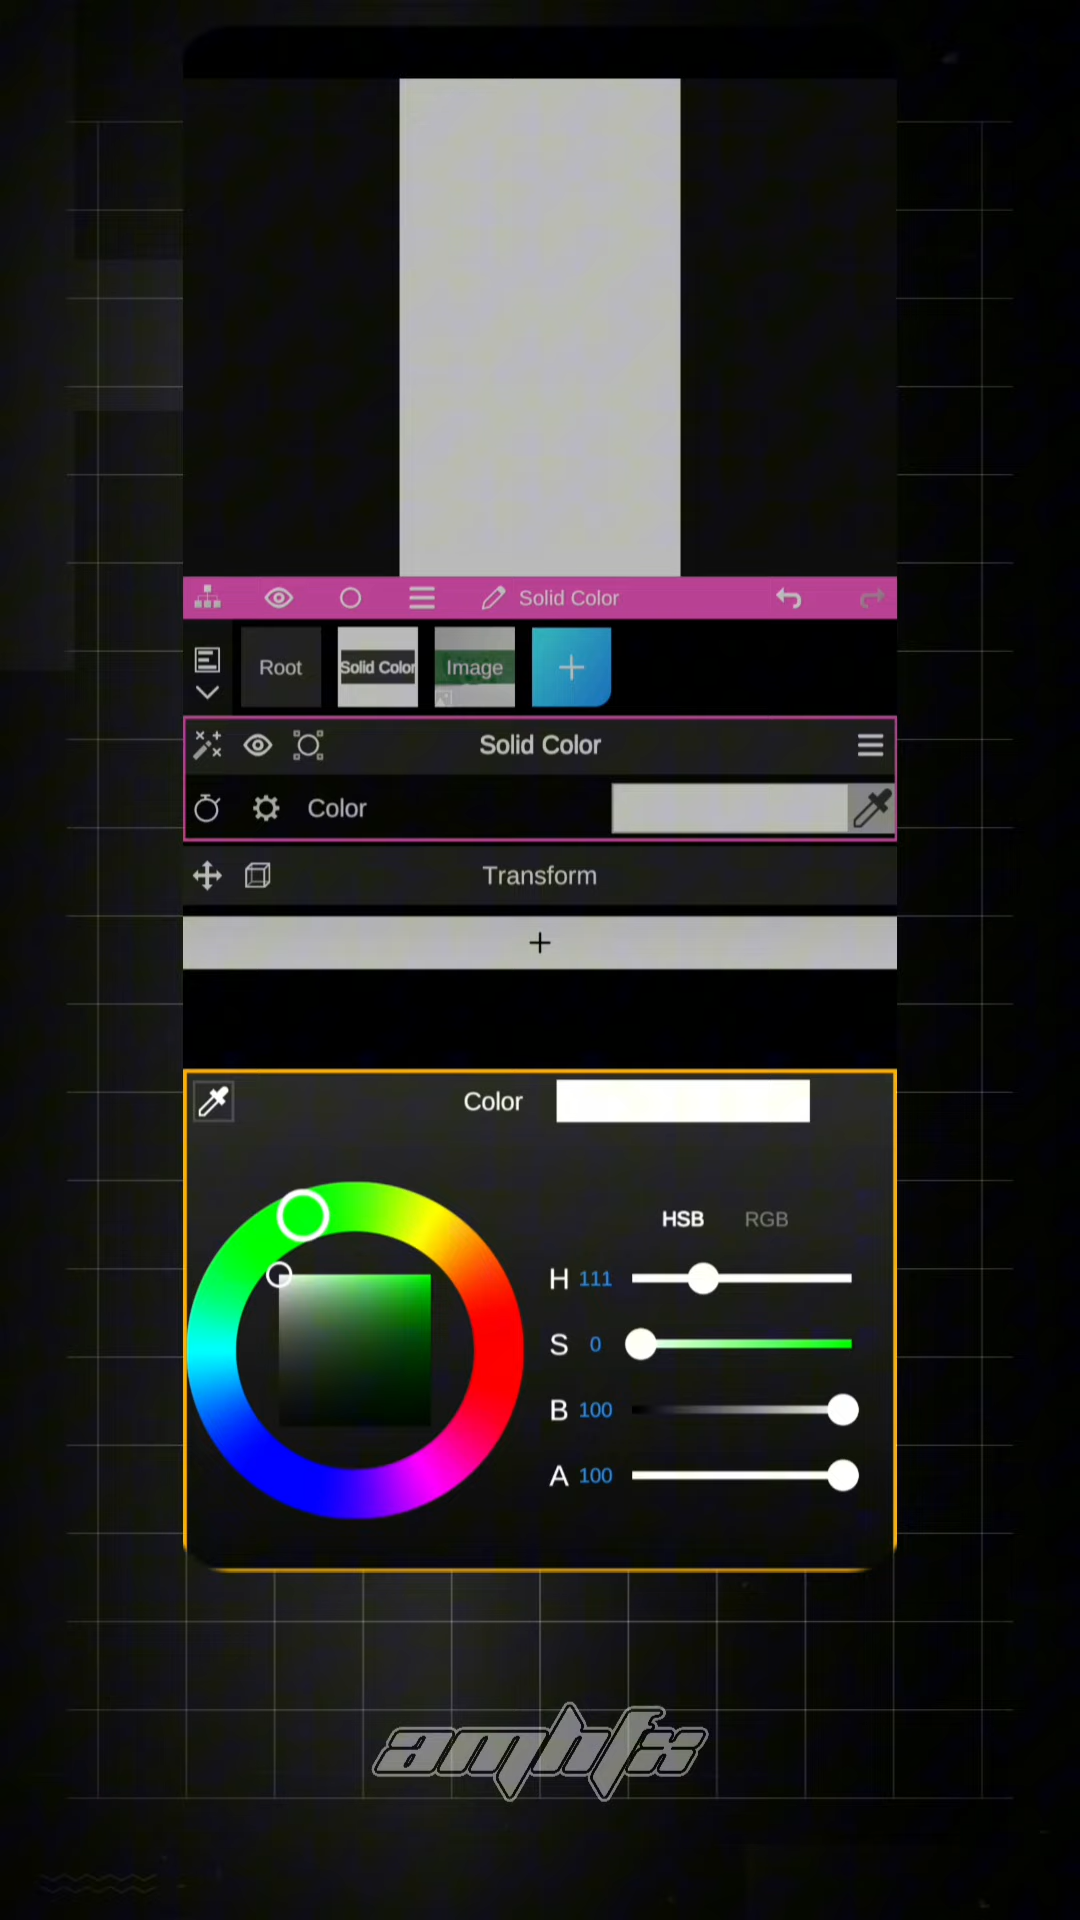 Solid Color
Root
Solid Color
Image
Solid Color
Color
Transform
Color
HSB RGB
H 111
S 0
B 100
A 100
amhfx